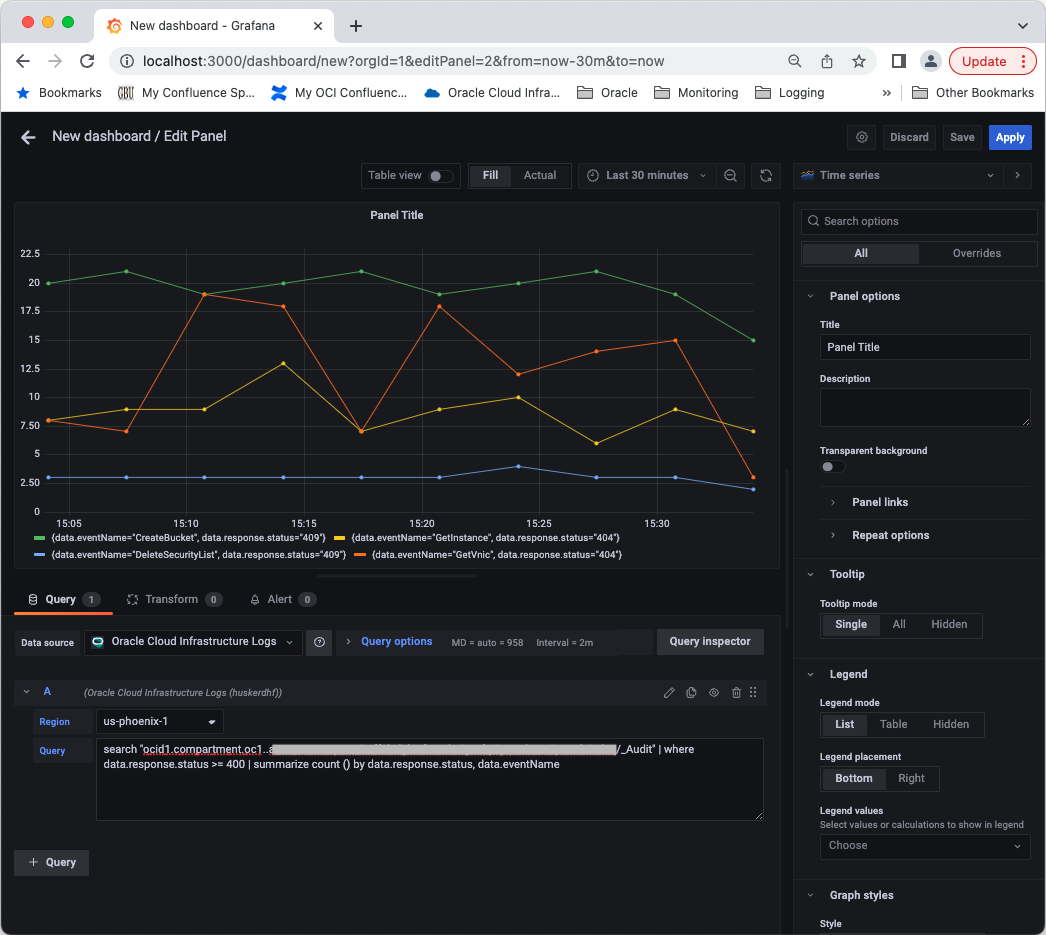 New dashboard - Grafana
localhost:3000/dashboard/new?orgId=1&editPanel=2&from=now-30m&to=now
Update
Bookmarks My Confluence Sp... My OCI Confluenc... Oracle Cloud Infra... Oracle Monitoring Logging » Other Bookmarks
New dashboard / Edit Panel Discard Save Apply
Table view Fill Actual Last 30 minutes Time series
Panel Title
22.5
20
17.5
15
12.5
10
7.50
5
2.50
0
15:05 15:10 15:15 15:20 15:25 15:30
{data.eventName="CreateBucket", data.response.status="409"} {data.eventName="GetInstance", data.response.status="404"}
{data.eventName="DeleteSecurityList", data.response.status="409"} {data.eventName="GetVnic", data.response.status="404"}
Query 1 Transform 0 Alert 0
Data source Oracle Cloud Infrastructure Logs Query options MD = auto = 958 Interval = 2m Query inspector
A (Oracle Cloud Infrastructure Logs (huskerdhf))
Region us-phoenix-1
Query search "ocid1.compartment.oc1.. /_Audit" | where
data.response.status >= 400 | summarize count () by data.response.status, data.eventName
+ Query
Search options
All Overrides
Panel options
Title
Panel Title
Description
Transparent background
Panel links
Repeat options
Tooltip
Tooltip mode
Single All Hidden
Legend
Legend mode
List Table Hidden
Legend placement
Bottom Right
Legend values
Select values or calculations to show in legend
Choose
Graph styles
Style